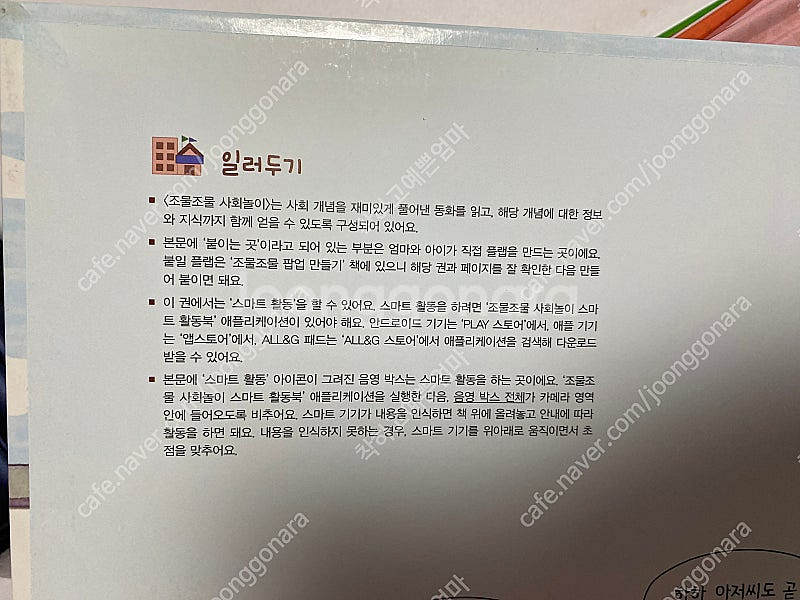 일러두기
▪ <조물조물 사회놀이>는 사회 개념을 재미있게 풀어낸 동화를 읽고, 해당 개념에 대한 정보
와 지식까지 함께 얻을 수 있도록 구성되어 있어요.
▪ 본문에 '붙이는 곳'이라고 되어 있는 부분은 엄마와 아이가 직접 플랩을 만드는 곳이에요.
붙일 플랩은 '조물조물 팝업 만들기' 책에 있으니 해당 권과 페이지를 잘 확인한 다음 만들
어 붙이면 돼요.
▪ 이 권에서는 '스마트 활동'을 할 수 있어요. 스마트 활동을 하려면 '조물조물 사회놀이 스마
트 활동북' 애플리케이션이 있어야 해요. 안드로이드 기기는 'PLAY 스토어'에서, 애플 기기
는 '앱스토어'에서, ALL&G 패드는 'ALL&G 스토어'에서 애플리케이션을 검색해 다운로드
받을 수 있어요.
▪ 본문에 '스마트 활동' 아이콘이 그려진 음영 박스는 스마트 활동을 하는 곳이에요. '조물조
물 사회놀이 스마트 활동북' 애플리케이션을 실행한 다음, 음영 박스 전체가 카메라 영역
안에 들어오도록 비추어요. 스마트 기기가 내용을 인식하면 책 위에 올려놓고 안내에 따라
활동을 하면 돼요. 내용을 인식하지 못하는 경우, 스마트 기기를 위아래로 움직이면서 초
점을 맞추어요.
하하 아저씨도 곧
joonggonara
cafe.naver.com/joonggonara
cafe.naver.com/joonggonara
cafe.naver.com/joonggonara
cafe.naver.com/joonggonara